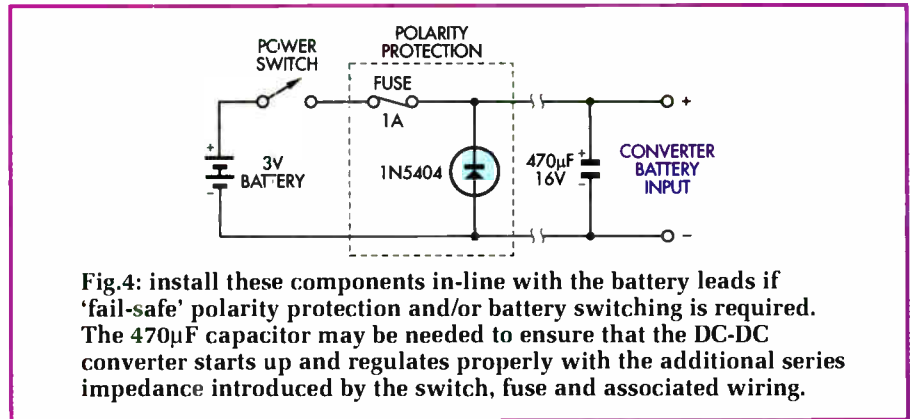 POLARITY
PROTECTION
POWER
SWITCH
FUSE
1A
+
+
3V
BATTERY
-
1N5404
470µF
16V
+
-
CONVERTER
BATTERY
INPUT
-
Fig.4: install these components in-line with the battery leads if
'fail-safe' polarity protection and/or battery switching is required.
The 470µF capacitor may be needed to ensure that the DC-DC
converter starts up and regulates properly with the additional series
impedance introduced by the switch, fuse and associated wiring.